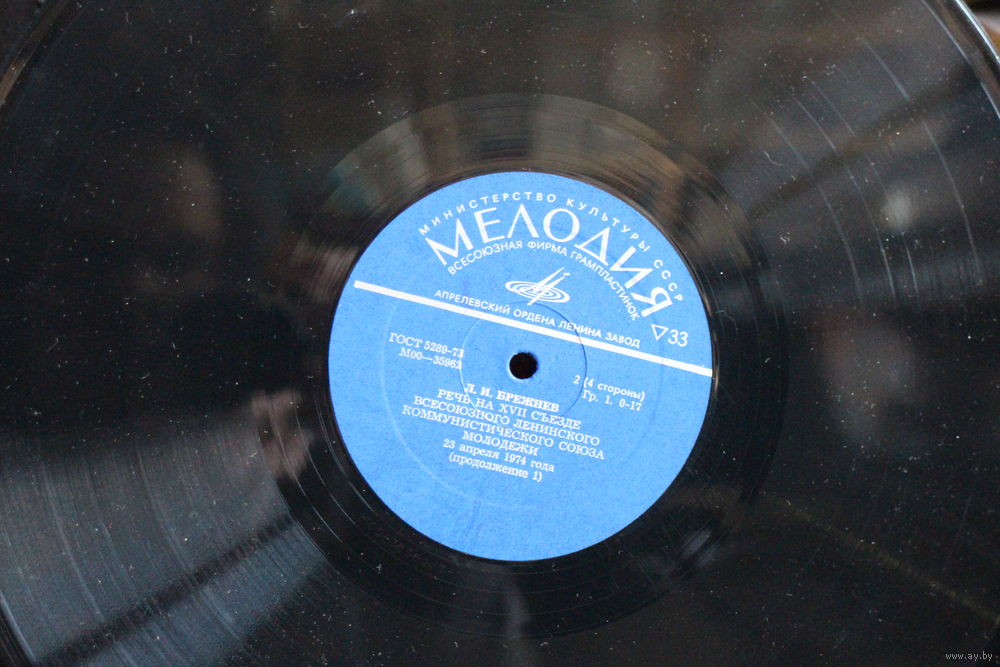 МИНИСТЕРСТВО КУЛЬТУРЫ СССР
МЕЛОДИЯ
ВСЕСОЮЗНАЯ ФИРМА ГРАМПЛАСТИНОК
АПРЕЛЕВСКИЙ ОРДЕНА ЛЕНИНА ЗАВОД
33
ГОСТ 5289-73
М00—35963
2 (4 стороны)
Гр. 1. 0-17
Л. И. БРЕЖНЕВ
РЕЧЬ НА XVII СЪЕЗДЕ
ВСЕСОЮЗНОГО ЛЕНИНСКОГО
КОММУНИСТИЧЕСКОГО СОЮЗА
МОЛОДЕЖИ
23 апреля 1974 года
(продолжение 1)
www.ay.by